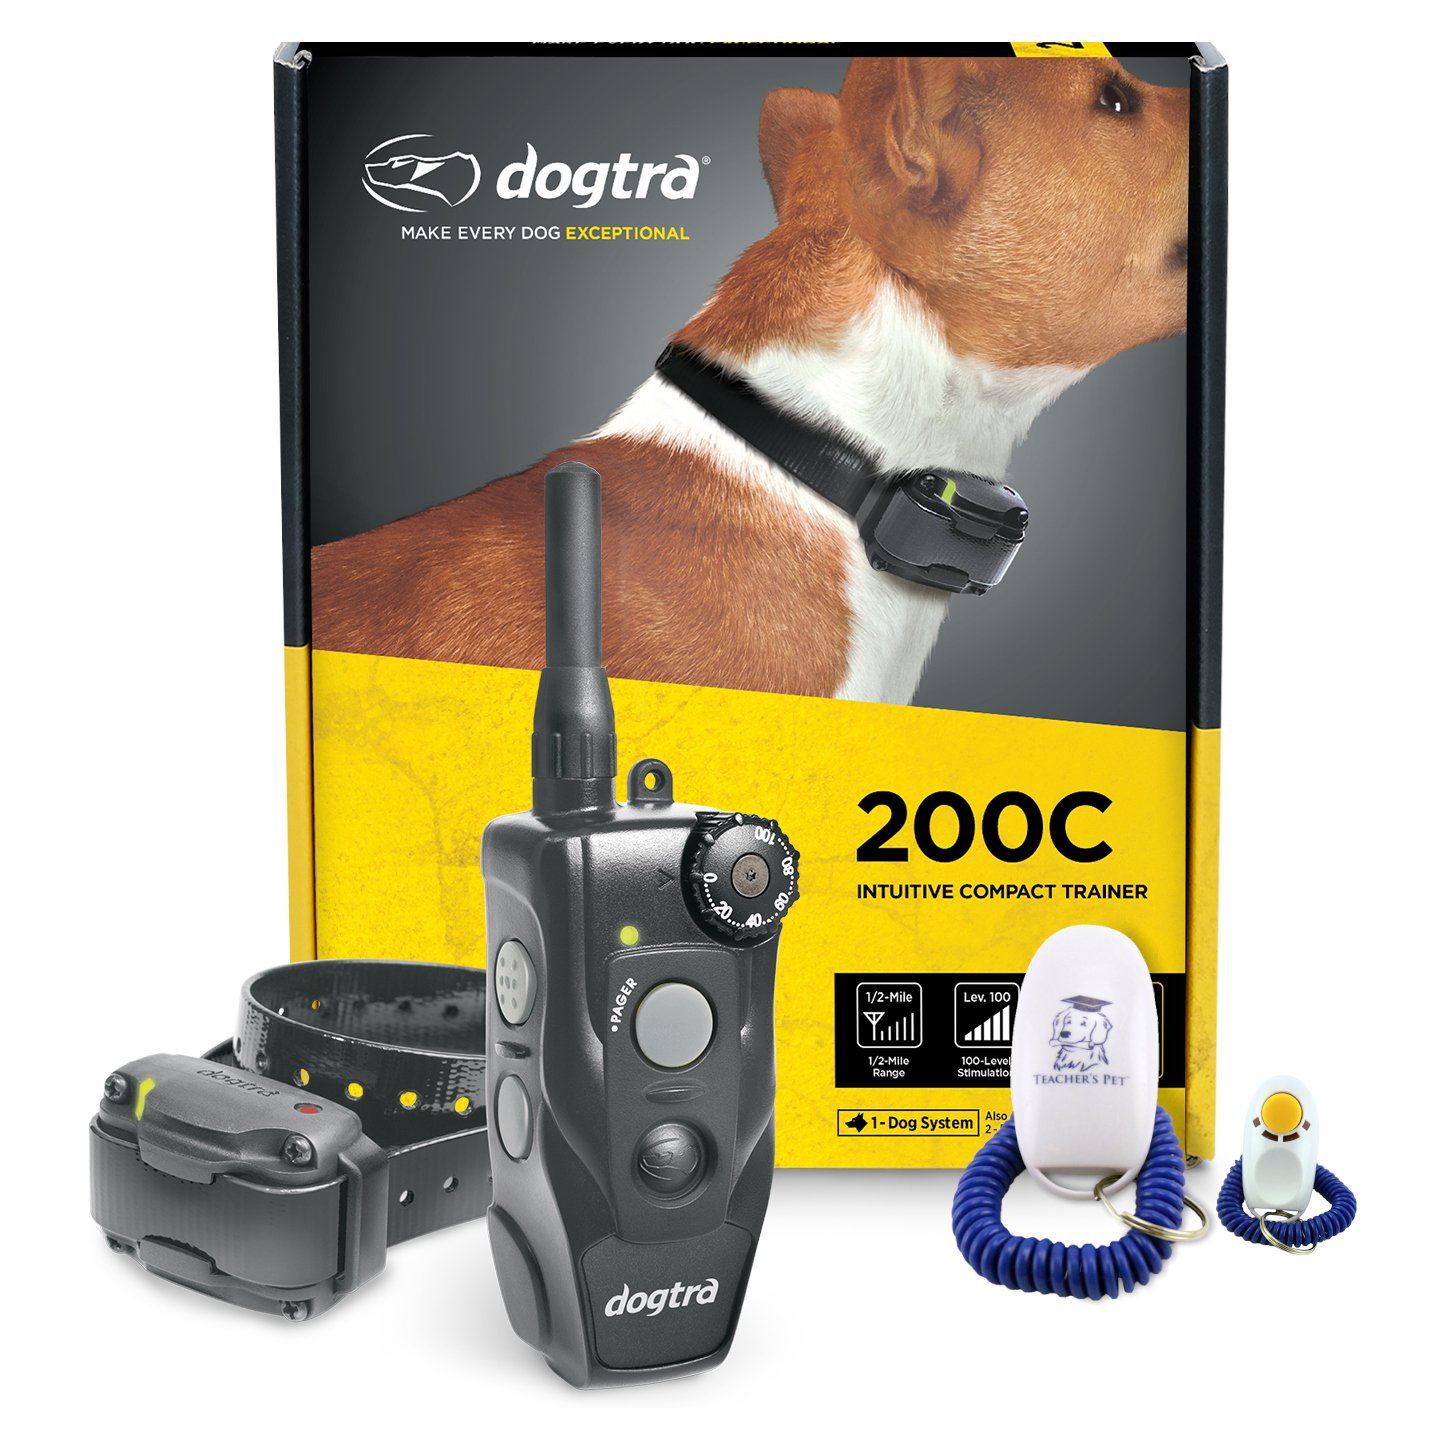 dogtra®
MAKE EVERY DOG EXCEPTIONAL
200C
INTUITIVE COMPACT TRAINER
1/2-Mile
1/2-Mile
Range
Lev. 100
100-Level
Stimulation
1-Dog System
Also
2-
100
80
60
40
20
0
•PAGER
dogtra
dogtra
TEACHER'S PET